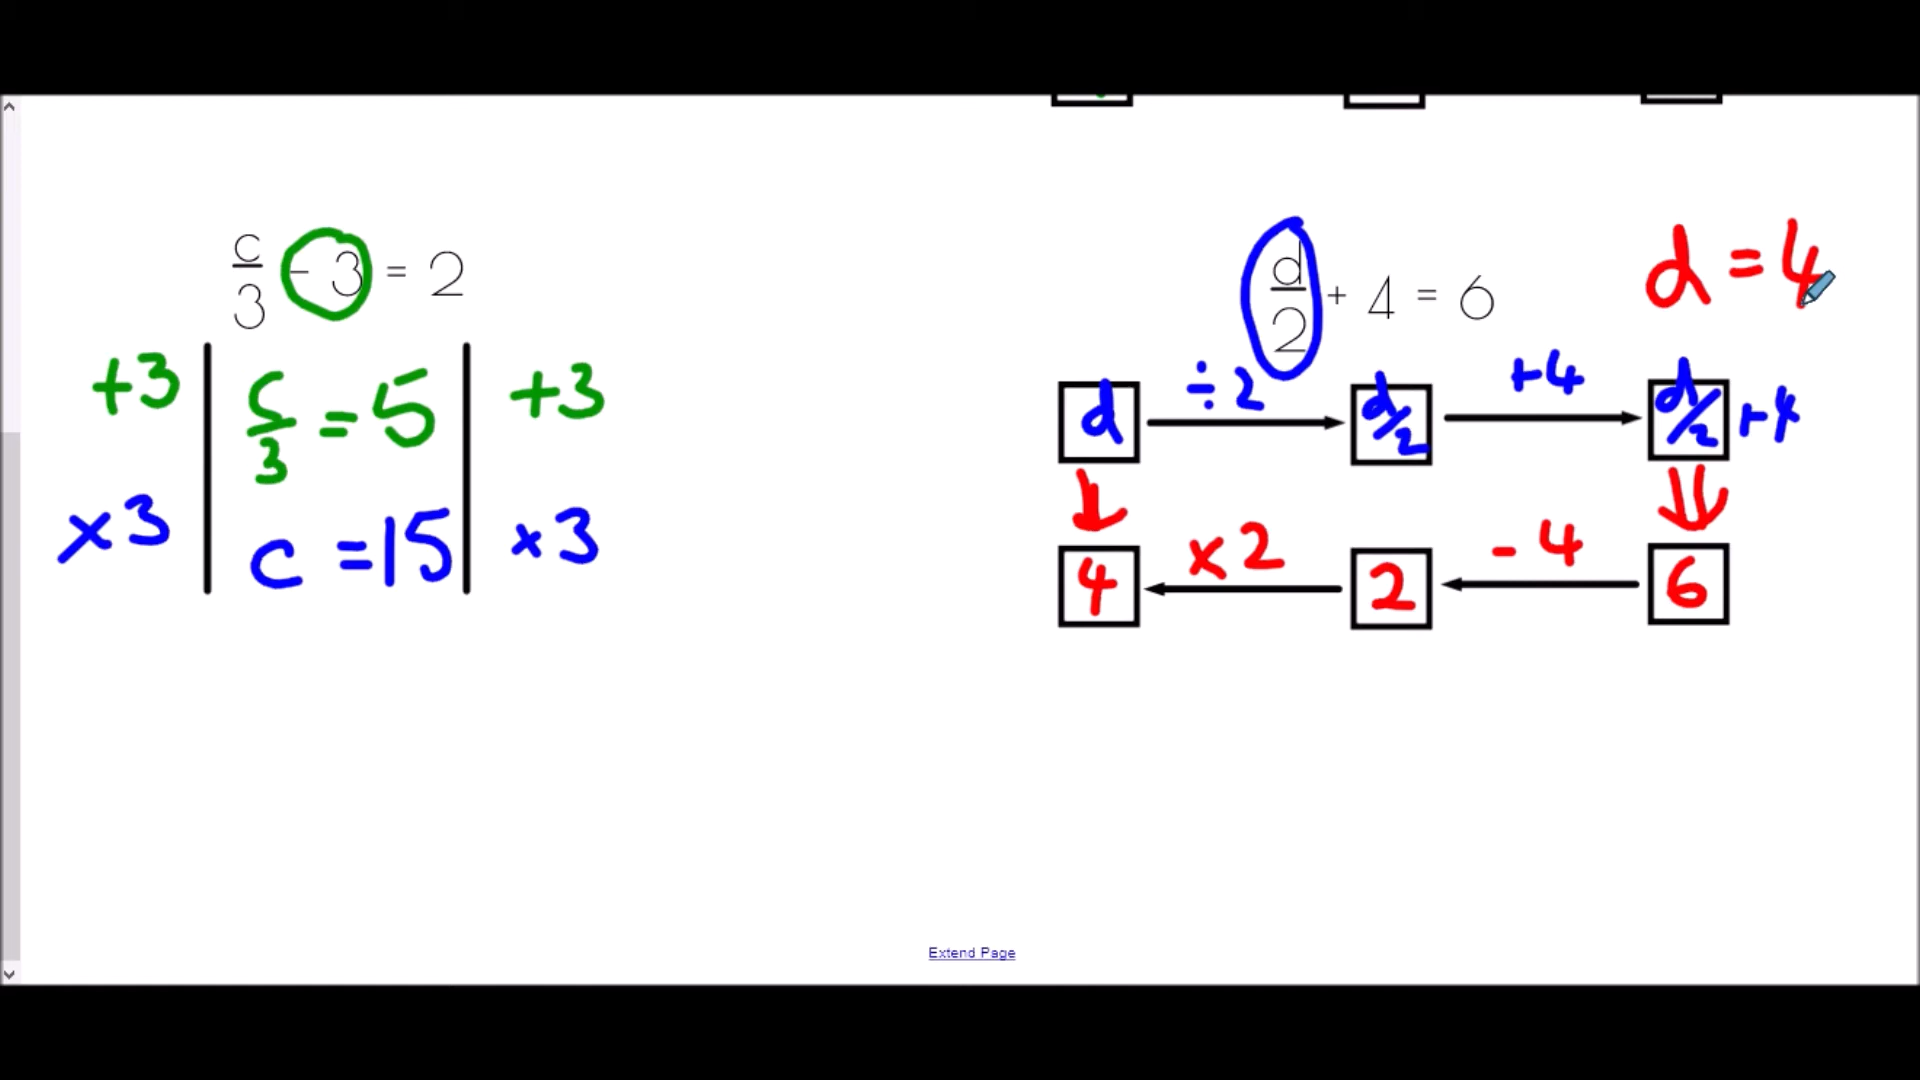 c/3 - 3 = 2
+3 | c/3 = 5 | +3
×3 | c = 15 | ×3
d/2 + 4 = 6
d = 4
d ÷2 d/2 +4 d/2 +4
4 ×2 2 - 4 6
Extend Page